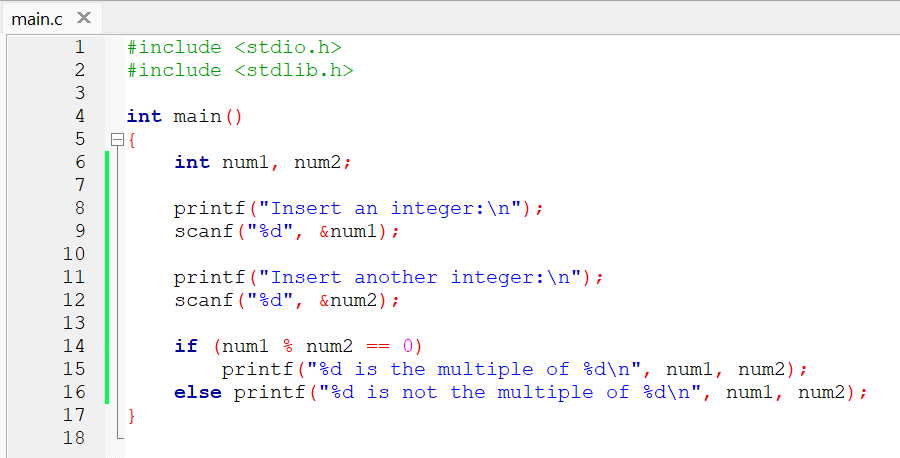 main.c ×
1 #include <stdio.h>
2 #include <stdlib.h>
3
4 int main()
5 {
6     int num1, num2;
7
8     printf("Insert an integer:\n");
9     scanf("%d", &num1);
10
11     printf("Insert another integer:\n");
12     scanf("%d", &num2);
13
14     if (num1 % num2 == 0)
15         printf("%d is the multiple of %d\n", num1, num2);
16     else printf("%d is not the multiple of %d\n", num1, num2);
17 }
18